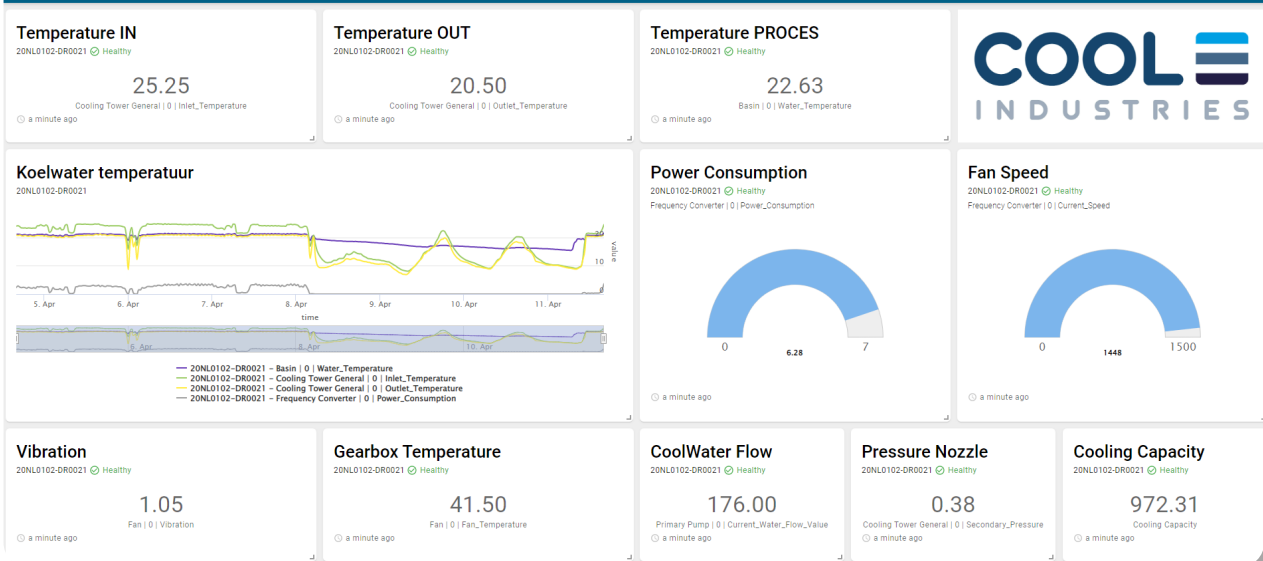 Temperature IN
20NL0102-DR0021 Healthy
25.25
Cooling Tower General | 0 | Inlet_Temperature
a minute ago
Temperature OUT
20NL0102-DR0021 Healthy
20.50
Cooling Tower General | 0 | Outlet_Temperature
a minute ago
Temperature PROCES
20NL0102-DR0021 Healthy
22.63
Basin | 0 | Water_Temperature
a minute ago
COOL
INDUSTRIES
Koelwater temperatuur
20NL0102-DR0021
20
10
0
value
5. Apr 6. Apr 7. Apr 8. Apr 9. Apr 10. Apr 11. Apr
time
6. Apr 8. Apr 10. Apr
20NL0102-DR0021 - Basin | 0 | Water_Temperature
20NL0102-DR0021 - Cooling Tower General | 0 | Inlet_Temperature
20NL0102-DR0021 - Cooling Tower General | 0 | Outlet_Temperature
20NL0102-DR0021 - Frequency Converter | 0 | Power_Consumption
Power Consumption
20NL0102-DR0021 Healthy
Frequency Converter | 0 | Power_Consumption
0 6.28 7
a minute ago
Fan Speed
20NL0102-DR0021 Healthy
Frequency Converter | 0 | Current_Speed
0 1448 1500
a minute ago
Vibration
20NL0102-DR0021 Healthy
1.05
Fan | 0 | Vibration
a minute ago
Gearbox Temperature
20NL0102-DR0021 Healthy
41.50
Fan | 0 | Fan_Temperature
a minute ago
CoolWater Flow
20NL0102-DR0021 Healthy
176.00
Primary Pump | 0 | Current_Water_Flow_Value
a minute ago
Pressure Nozzle
20NL0102-DR0021 Healthy
0.38
Cooling Tower General | 0 | Secondary_Pressure
a minute ago
Cooling Capacity
20NL0102-DR0021 Healthy
972.31
Cooling Capacity
a minute ago